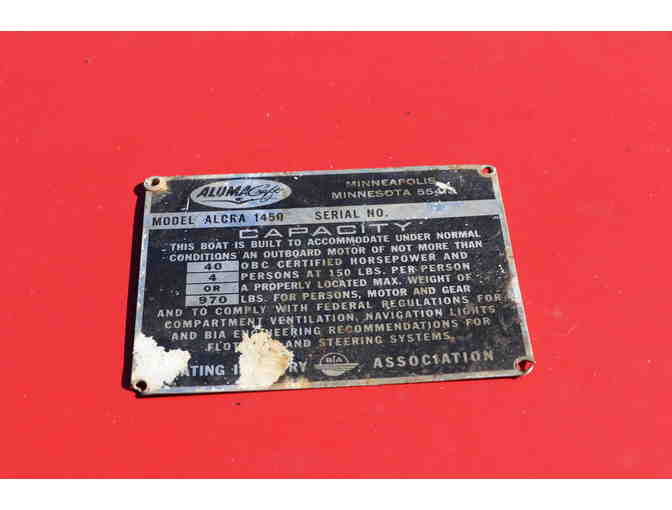 ALUMACraft
MINNEAPOLIS
MINNESOTA
MODEL ALCRA 1450 SERIAL NO.
CAPACITY
THIS BOAT IS BUILT TO ACCOMMODATE UNDER NORMAL
CONDITIONS AN OUTBOARD MOTOR OF NOT MORE THAN
40 OBC CERTIFIED HORSEPOWER AND
4 PERSONS AT 150 LBS. PER PERSON
OR A PROPERLY LOCATED MAX. WEIGHT OF
970 LBS. FOR PERSONS, MOTOR AND GEAR
AND TO COMPLY WITH FEDERAL REGULATIONS FOR
COMPARTMENT VENTILATION, NAVIGATION LIGHTS
AND BIA ENGINEERING RECOMMENDATIONS FOR
AND STEERING SYSTEMS.
BIA ASSOCIATION